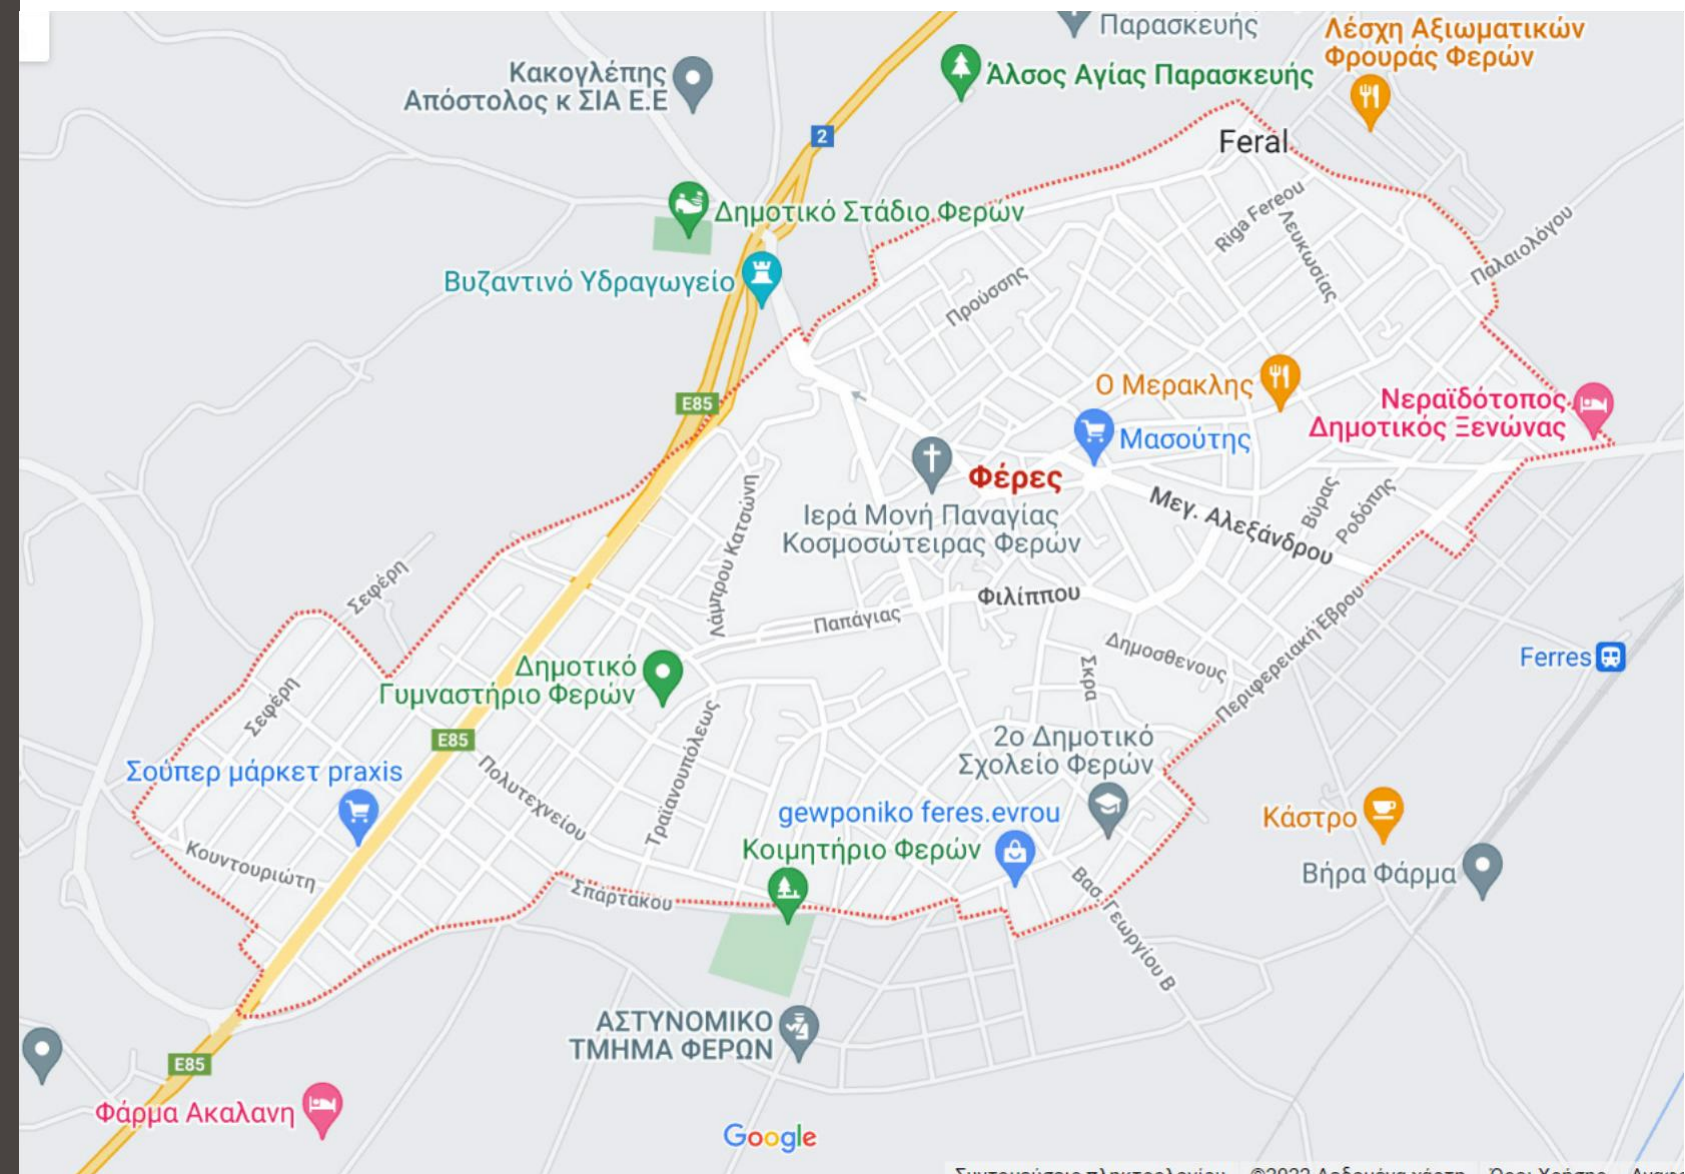 Παρασκευής
Λέσχη Αξιωματικών
Φρουράς Φερών
Κακογλέπης
Απόστολος κ ΣΙΑ Ε.Ε
Άλσος Αγίας Παρασκευής
2
Feral
Δημοτικό Στάδιο Φερών
Riga Fereou
Λευκωσίας
Παλαιολόγου
Βυζαντινό Υδραγωγείο
Προύσσης
E85
Ο Μερακλης
Νεραϊδότοπος
Δημοτικός Ξενώνας
Μασούτης
Φέρες
Ιερά Μονή Παναγίας
Κοσμοσώτειρας Φερών
Μεγ. Αλεξάνδρου
Βύρας
Ροδόπης
Λάμπρου Κατσώνη
Σεφέρη
Παπάγιας
Φιλίππου
Περιφερειακή Έβρου
Ferres
Δημοσθενους
Σκρα
Δημοτικό
Γυμναστήριο Φερών
Σεφέρη
E85
Τραϊανουπόλεως
2ο Δημοτικό
Σχολείο Φερών
Σούπερ μάρκετ praxis
Πολυτεχνείου
gewponiko feres.evrou
Κάστρο
Κοιμητήριο Φερών
Κουντουριώτη
Σπάρτακου
Βασ. Γεωργίου Β
Βήρα Φάρμα
ΑΣΤΥΝΟΜΙΚΟ
ΤΜΗΜΑ ΦΕΡΩΝ
E85
Φάρμα Ακαλανη
Google